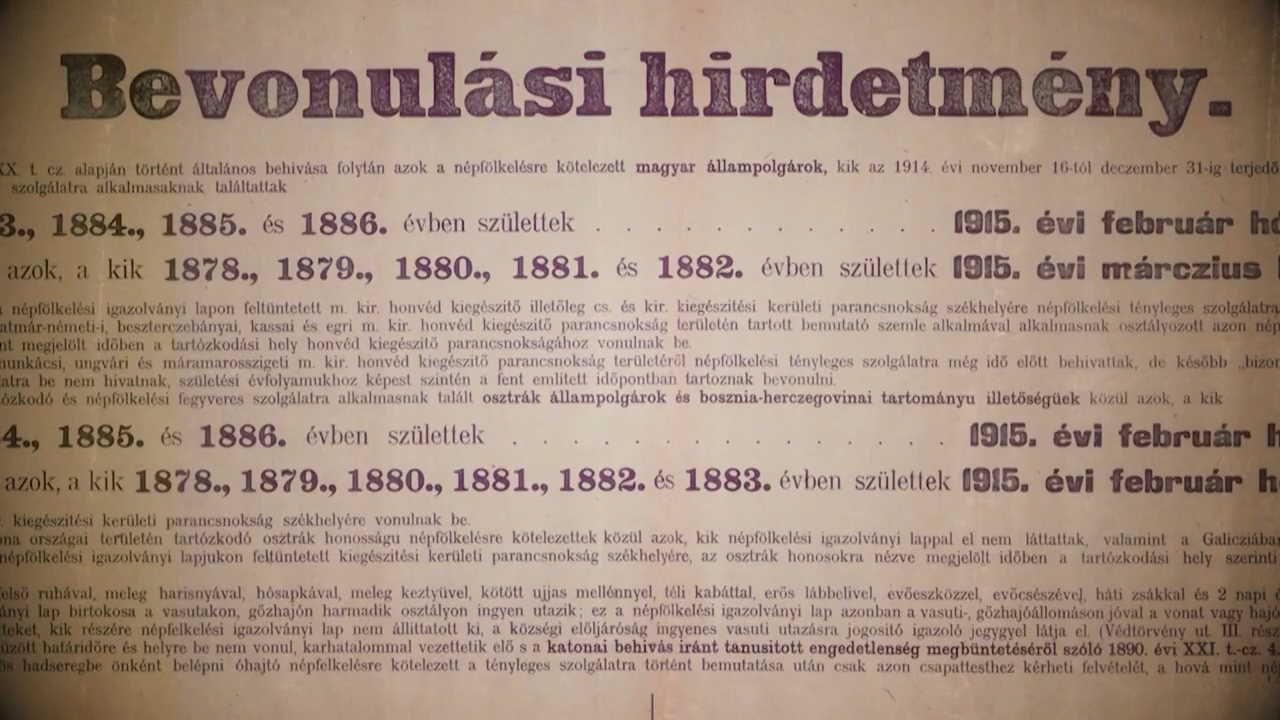 Bevonulási hirdetmény.
XX. t. cz. alapján történt általános behivása folytán azok a népfölkelésre kötelezett magyar állampolgárok, kik az 1914. évi november 16-tól deczember 31-ig terjedő
szolgálatra alkalmasaknak találtattak
3., 1884., 1885. és 1886. évben születtek . . . . . . . . . . . . 1915. évi február hó
azok, a kik 1878., 1879., 1880., 1881. és 1882. évben születtek 1915. évi márczius
a népfölkelési igazolványi lapon feltüntetett m. kir. honvéd kiegészitő illetőleg cs. és kir. kiegészitési kerületi parancsnokság székhelyére népfölkelési tényleges szolgálatra
atmár-németi-i, beszterczebányai, kassai és egri m. kir. honvéd kiegészitő parancsnokság területén tartott bemutató szemle alkalmával alkalmasnak osztályozott azon nép
nt megjelölt időben a tartózkodási hely honvéd kiegészitő parancsnokságához vonulnak be.
munkácsi, ungvári és máramarosszigeti m. kir. honvéd kiegészitő parancsnokság területéről népfölkelési tényleges szolgálatra még idő előtt behivattak, de később „bizon
latra be nem hivatnak, születési évfolyamukhoz képest szintén a fent emlitett időpontban tartoznak bevonulni.
ózkodó és népfölkelési fegyveres szolgálatra alkalmasnak talált osztrák állampolgárok és bosznia-herczegovinai tartományu illetőségüek közül azok, a kik
4., 1885. és 1886. évben születtek . . . . . . . . . . . . . . . 1915. évi február h
azok, a kik 1878., 1879., 1880., 1881., 1882. és 1883. évben születtek 1915. évi február h
kiegészitési kerületi parancsnokság székhelyére vonulnak be.
ona országai területén tartózkodó osztrák honosságu népfölkelésre kötelezettek közül azok, kik népfölkelési igazolványi lappal el nem láttattak, valamint a Galicziában
népfölkelési igazolványi lapjukon feltüntetett kiegészitési kerületi parancsnokság székhelyére, az osztrák honosokra nézve megjelölt időben a tartózkodási hely szerinti
felső ruhával, meleg harisnyával, hósapkával, meleg keztyüvel, kötött ujjas mellénnyel, téli kabáttal, erős lábbelivel, evőeszközzel, evőcsészével, háti zsákkal és 2 napi é
ányi lap birtokosa a vasutakon, gőzhajón harmadik osztályon ingyen utazik; ez a népfölkelési igazolványi lap azonban a vasuti-, gőzhajóállomáson jóval a vonat vagy hajó
tteket, kik részére népfelkelési igazolványi lap nem állittatott ki, a községi előljáróság ingyenes vasuti utazásra jogositó igazoló jegygyel látja el. (Védtörvény ut. III. rész
üzött határidőre és helyre be nem vonul, karhatalommal vezettetik elő s a katonai behivás iránt tanusitott engedetlenség megbüntetéséről szóló 1890. évi XXI. t.-cz. 4.
ös hadseregbe önként belépni óhajtó népfelkelésre kötelezett a tényleges szolgálatra történt bemutatása után csak azon csapattesthez kérheti felvételét, a hová mint né